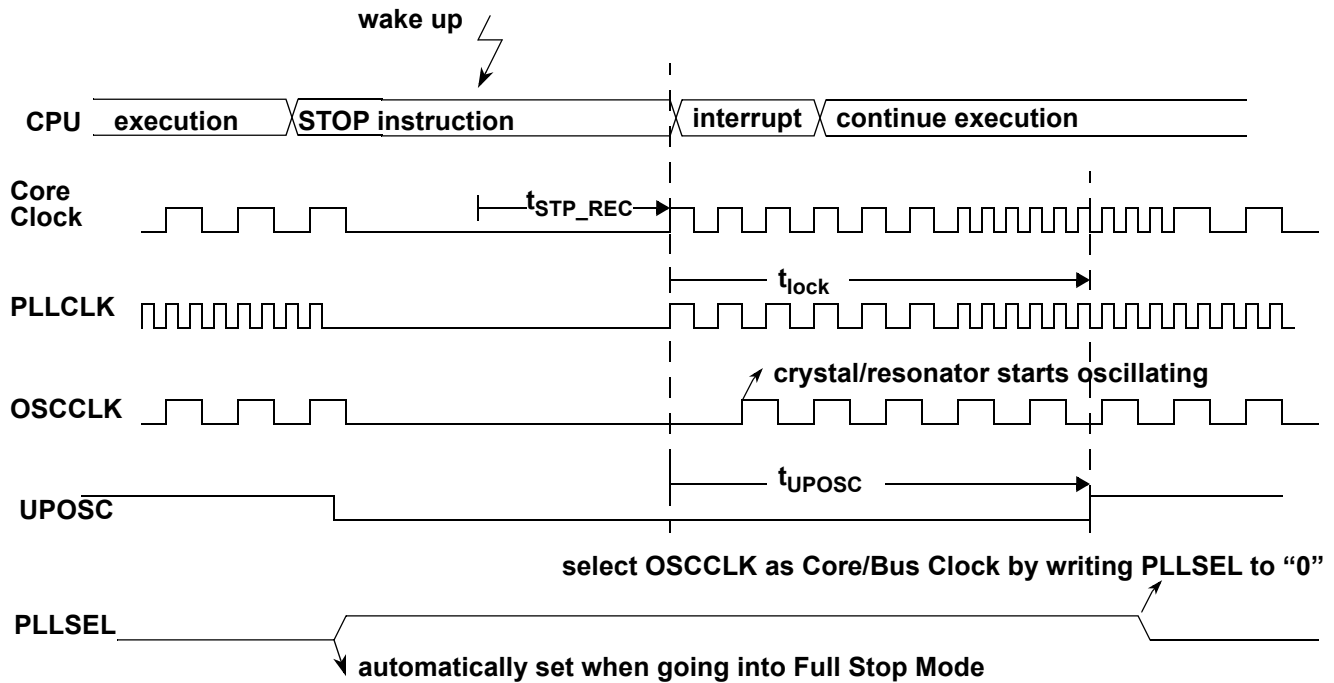 wake up
CPU execution STOP instruction interrupt continue execution
Core
Clock
tSTP_REC
tlock
PLLCLK
crystal/resonator starts oscillating
OSCCLK
tUPOSC
UPOSC
select OSCCLK as Core/Bus Clock by writing PLLSEL to “0”
PLLSEL
automatically set when going into Full Stop Mode